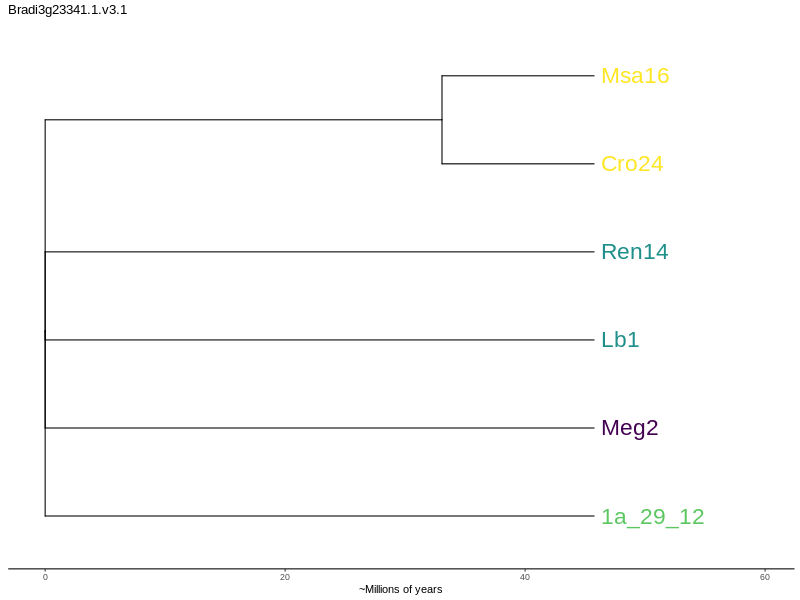 Bradi3g23341.1.v3.1
Msa16
Cro24
Ren14
Lb1
Meg2
1a_29_12
0 20 40 60
~Millions of years